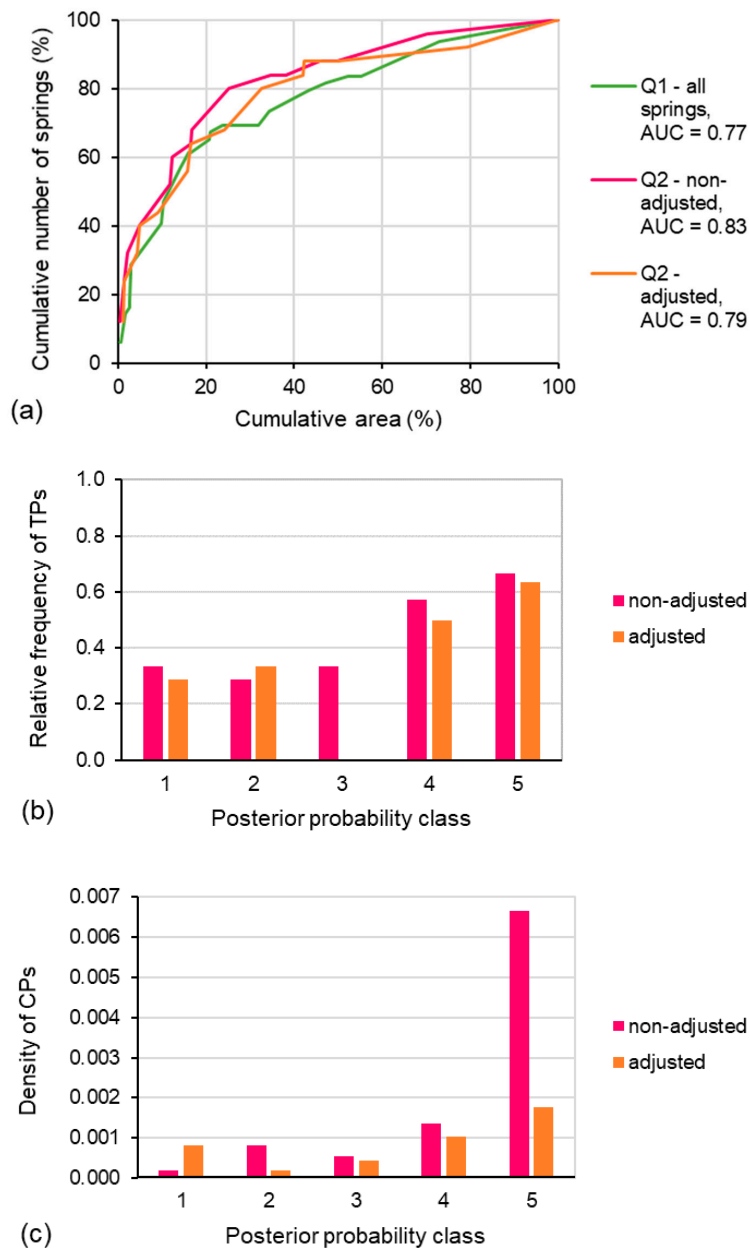 100
80
60
40
20
0
Cumulative number of springs (%)
0 20 40 60 80 100
Cumulative area (%)
Q1 - all
springs,
AUC = 0.77
Q2 - non-
adjusted,
AUC = 0.83
Q2 -
adjusted,
AUC = 0.79
(a)
1.0
0.8
0.6
0.4
0.2
0.0
Relative frequency of TPs
1 2 3 4 5
Posterior probability class
non-adjusted
adjusted
(b)
0.007
0.006
0.005
0.004
0.003
0.002
0.001
0.000
Density of CPs
1 2 3 4 5
Posterior probability class
non-adjusted
adjusted
(c)